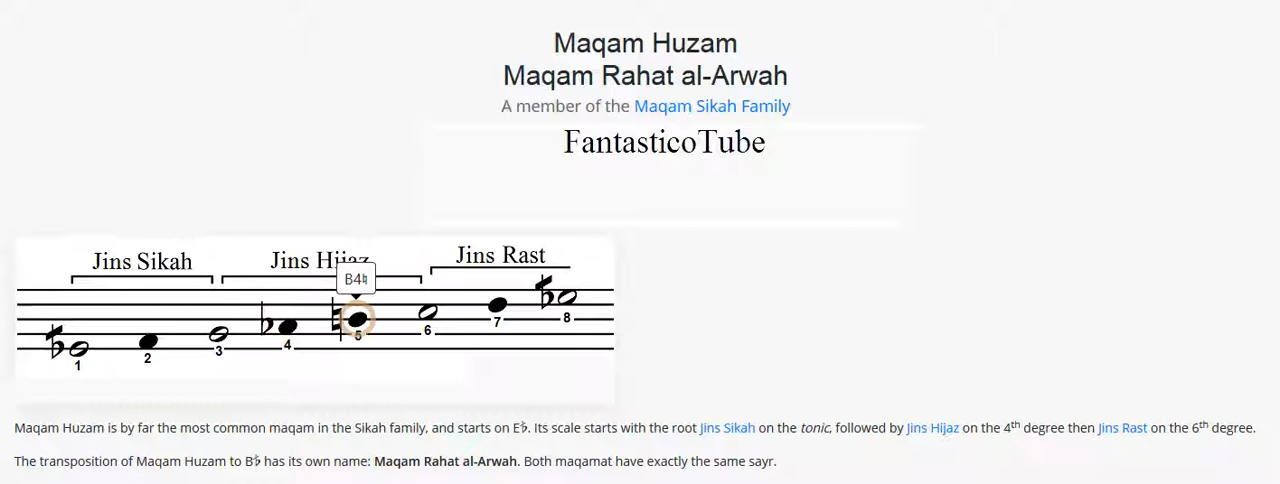 Maqam Huzam
Maqam Rahat al-Arwah
A member of the Maqam Sikah Family
FantasticoTube
Jins Sikah Jins Hijaz Jins Rast
B4♮
1 2 3 4 5 6 7 8
Maqam Huzam is by far the most common maqam in the Sikah family, and starts on E𝄳. Its scale starts with the root Jins Sikah on the tonic, followed by Jins Hijaz on the 4th degree then Jins Rast on the 6th degree.
The transposition of Maqam Huzam to B𝄳 has its own name: Maqam Rahat al-Arwah. Both maqamat have exactly the same sayr.